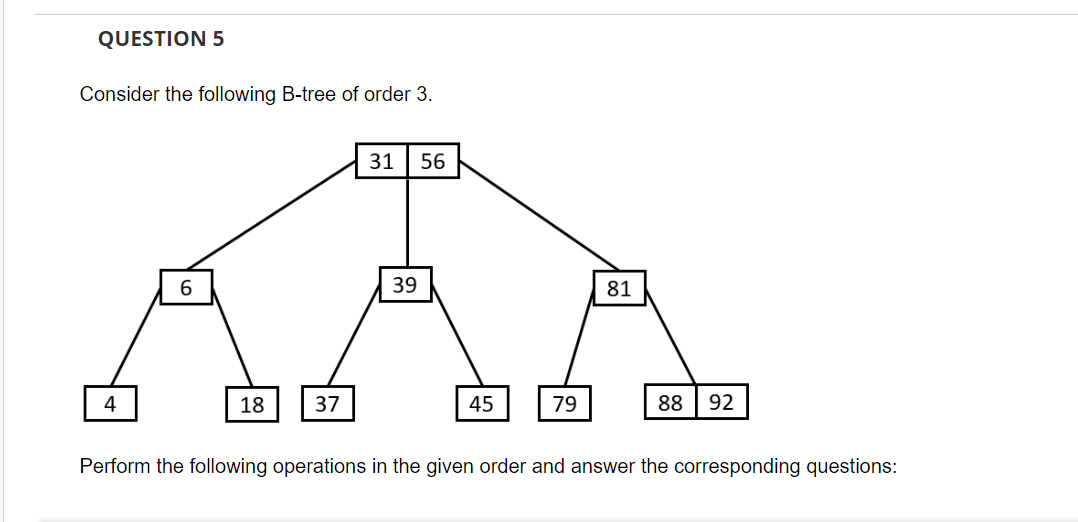 QUESTION 5
Consider the following B-tree of order 3.
31 56
6 39 81
4 18 37 45 79 88 92
Perform the following operations in the given order and answer the corresponding questions: